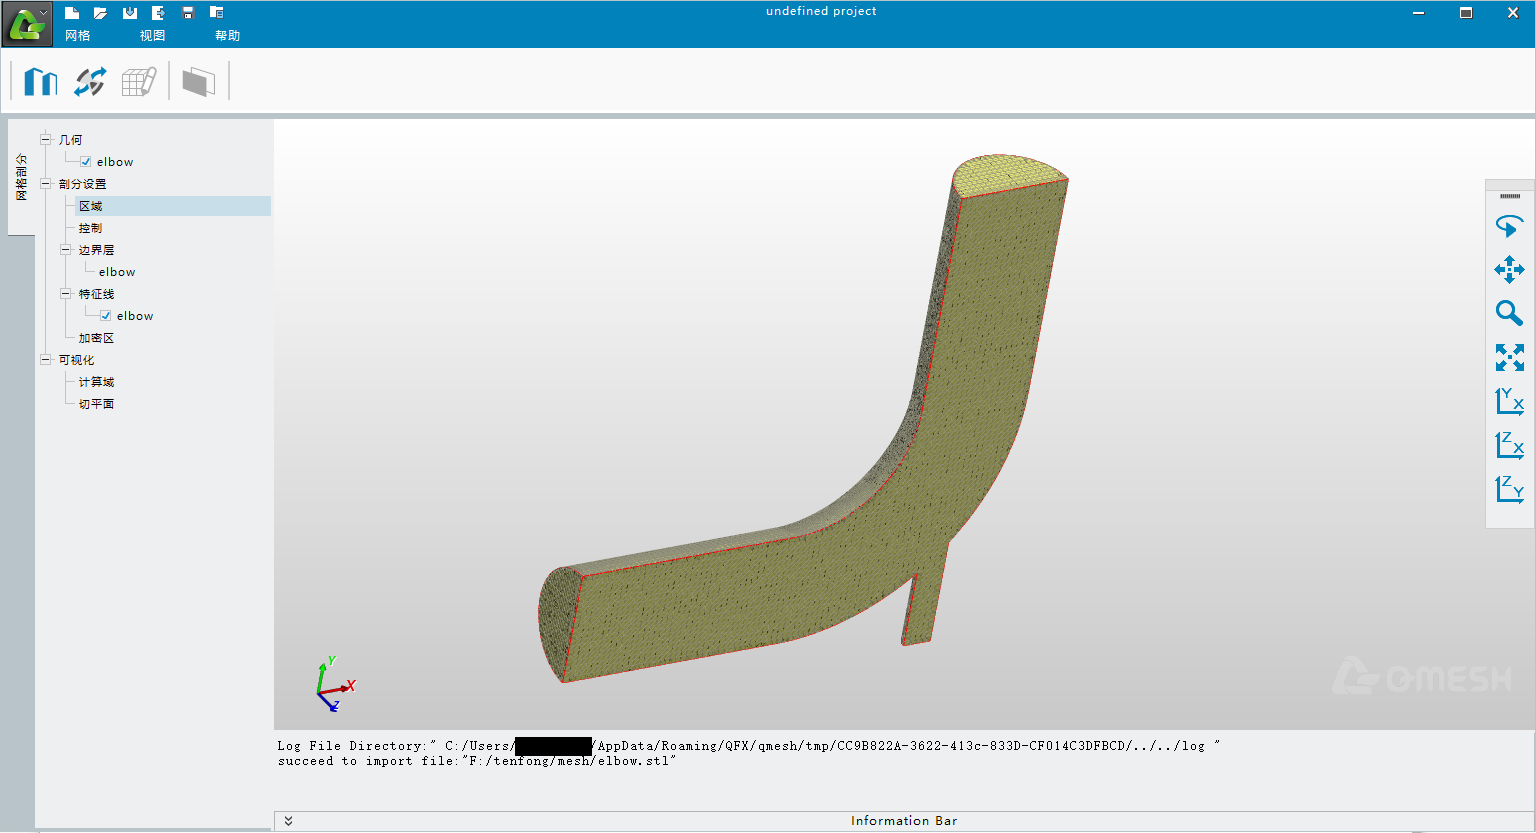 undefined project
网格 视图 帮助
网格剖分
几何
elbow
剖分设置
区域
控制
边界层
elbow
特征线
elbow
加密区
可视化
计算域
切平面
Y
X
Z
X
Z
Y
Y
X
Z
QMESH
Log File Directory:" C:/Users/ /AppData/Roaming/QFX/qmesh/tmp/CC9B822A-3622-413c-833D-CF014C3DFBCD/../../log "
succeed to import file:"F:/tenfong/mesh/elbow.stl"
Information Bar